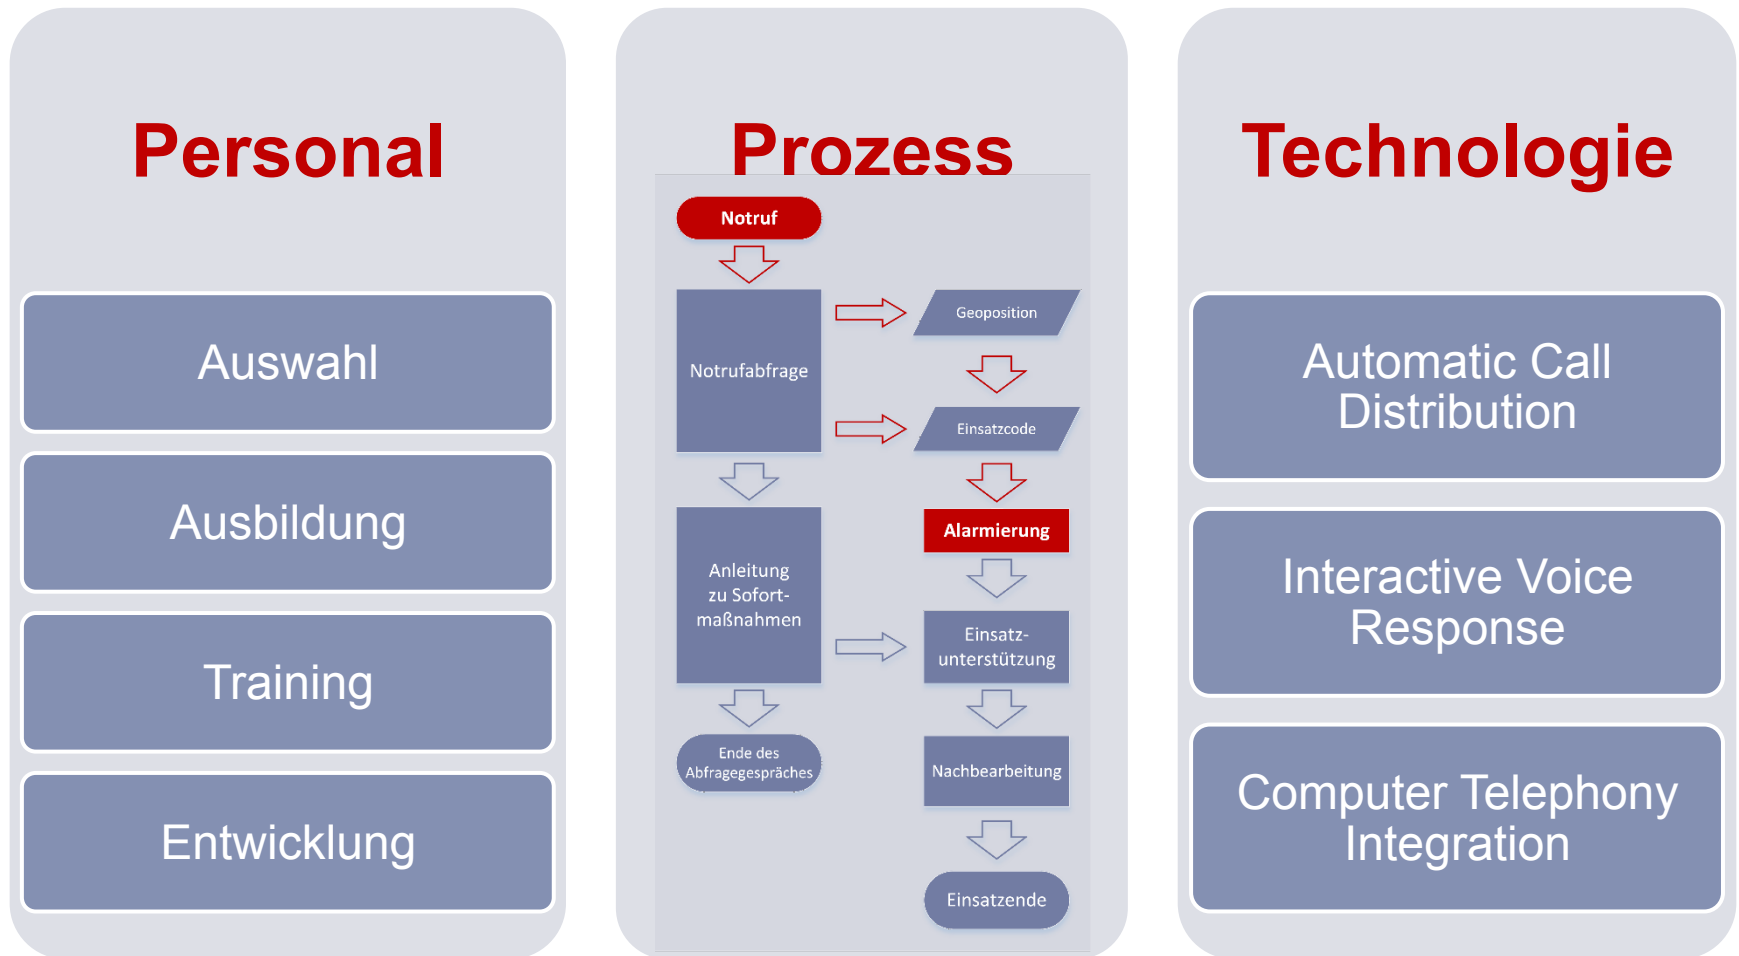 Personal
Auswahl
Ausbildung
Training
Entwicklung
Prozess
Notruf
Notrufabfrage
Geoposition
Einsatzcode
Alarmierung
Anleitung
zu Sofort-
maßnahmen
Einsatz-
unterstützung
Ende des
Abfragegespräches
Nachbearbeitung
Einsatzende
Technologie
Automatic Call
Distribution
Interactive Voice
Response
Computer Telephony
Integration